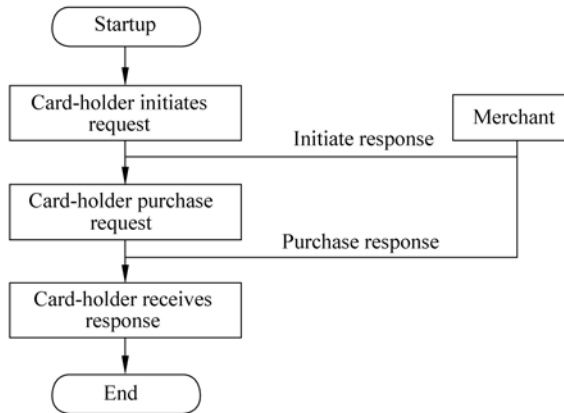 Startup
Card-holder initiates
request
Merchant
Initiate response
Card-holder purchase
request
Purchase response
Card-holder receives
response
End